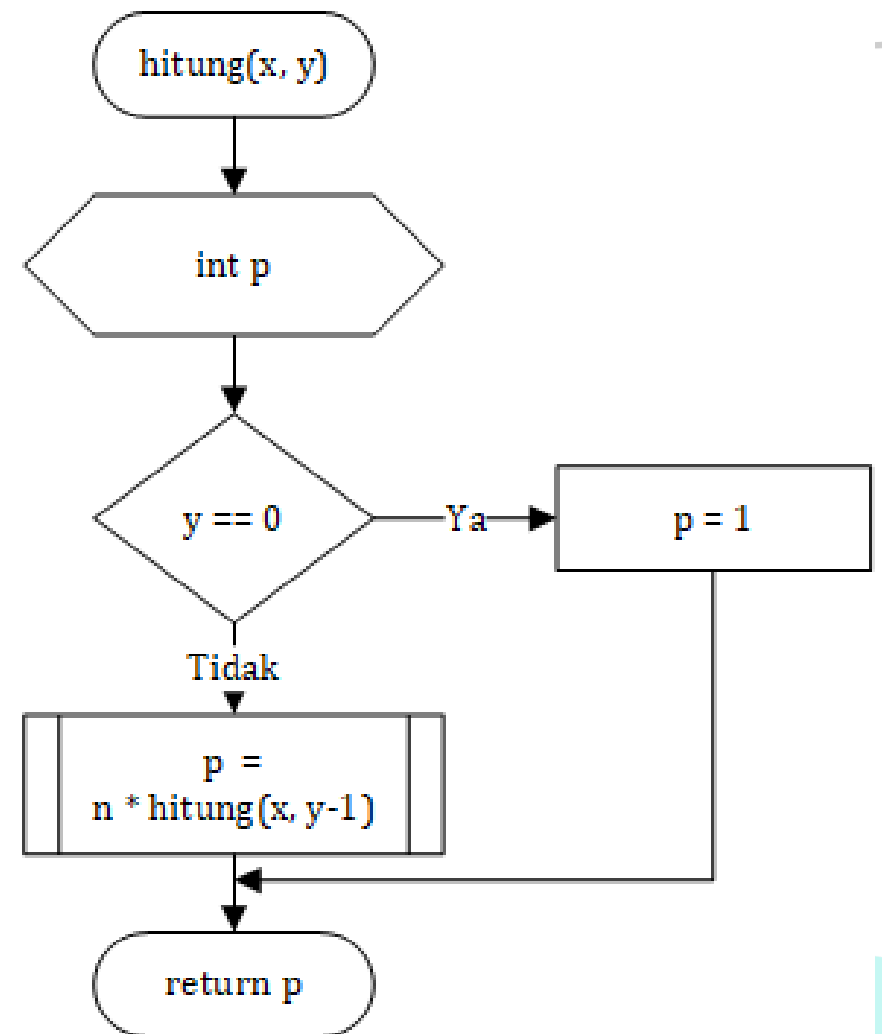 hitung(x, y)
int p
y == 0
Ya
p = 1
Tidak
p =
n * hitung(x, y-1)
return p